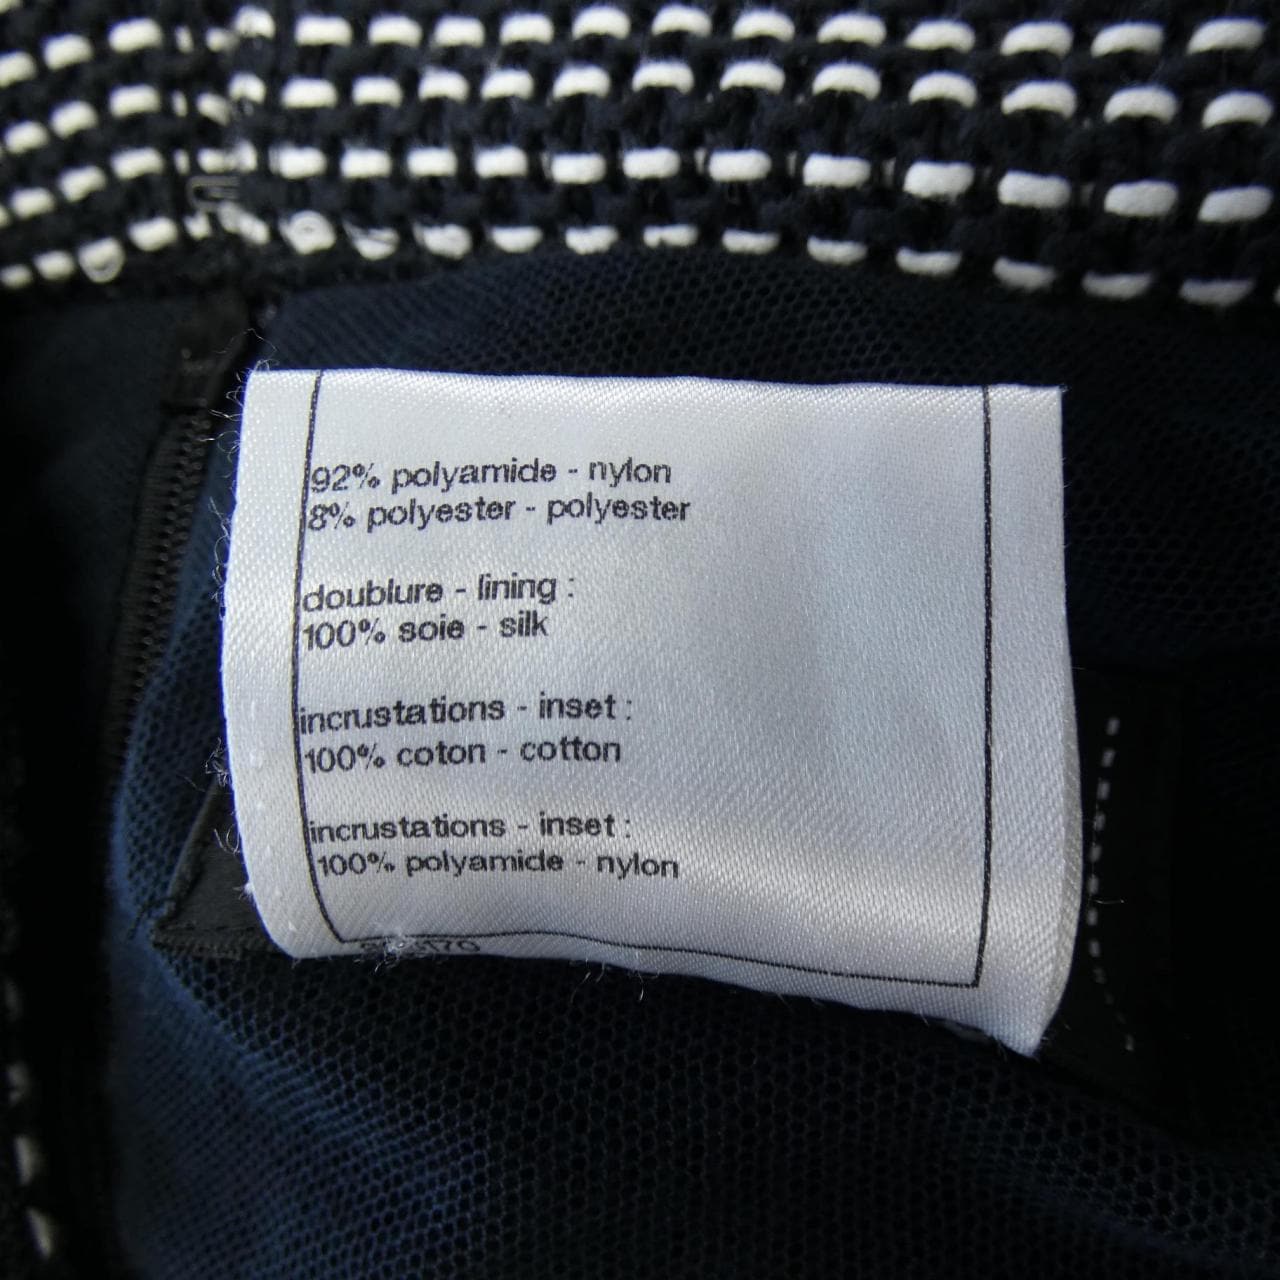 92% polyamide - nylon
8% polyester - polyester
doublure - lining :
100% soie - silk
incrustations - inset :
100% coton - cotton
incrustations - inset :
100% polyamide - nylon